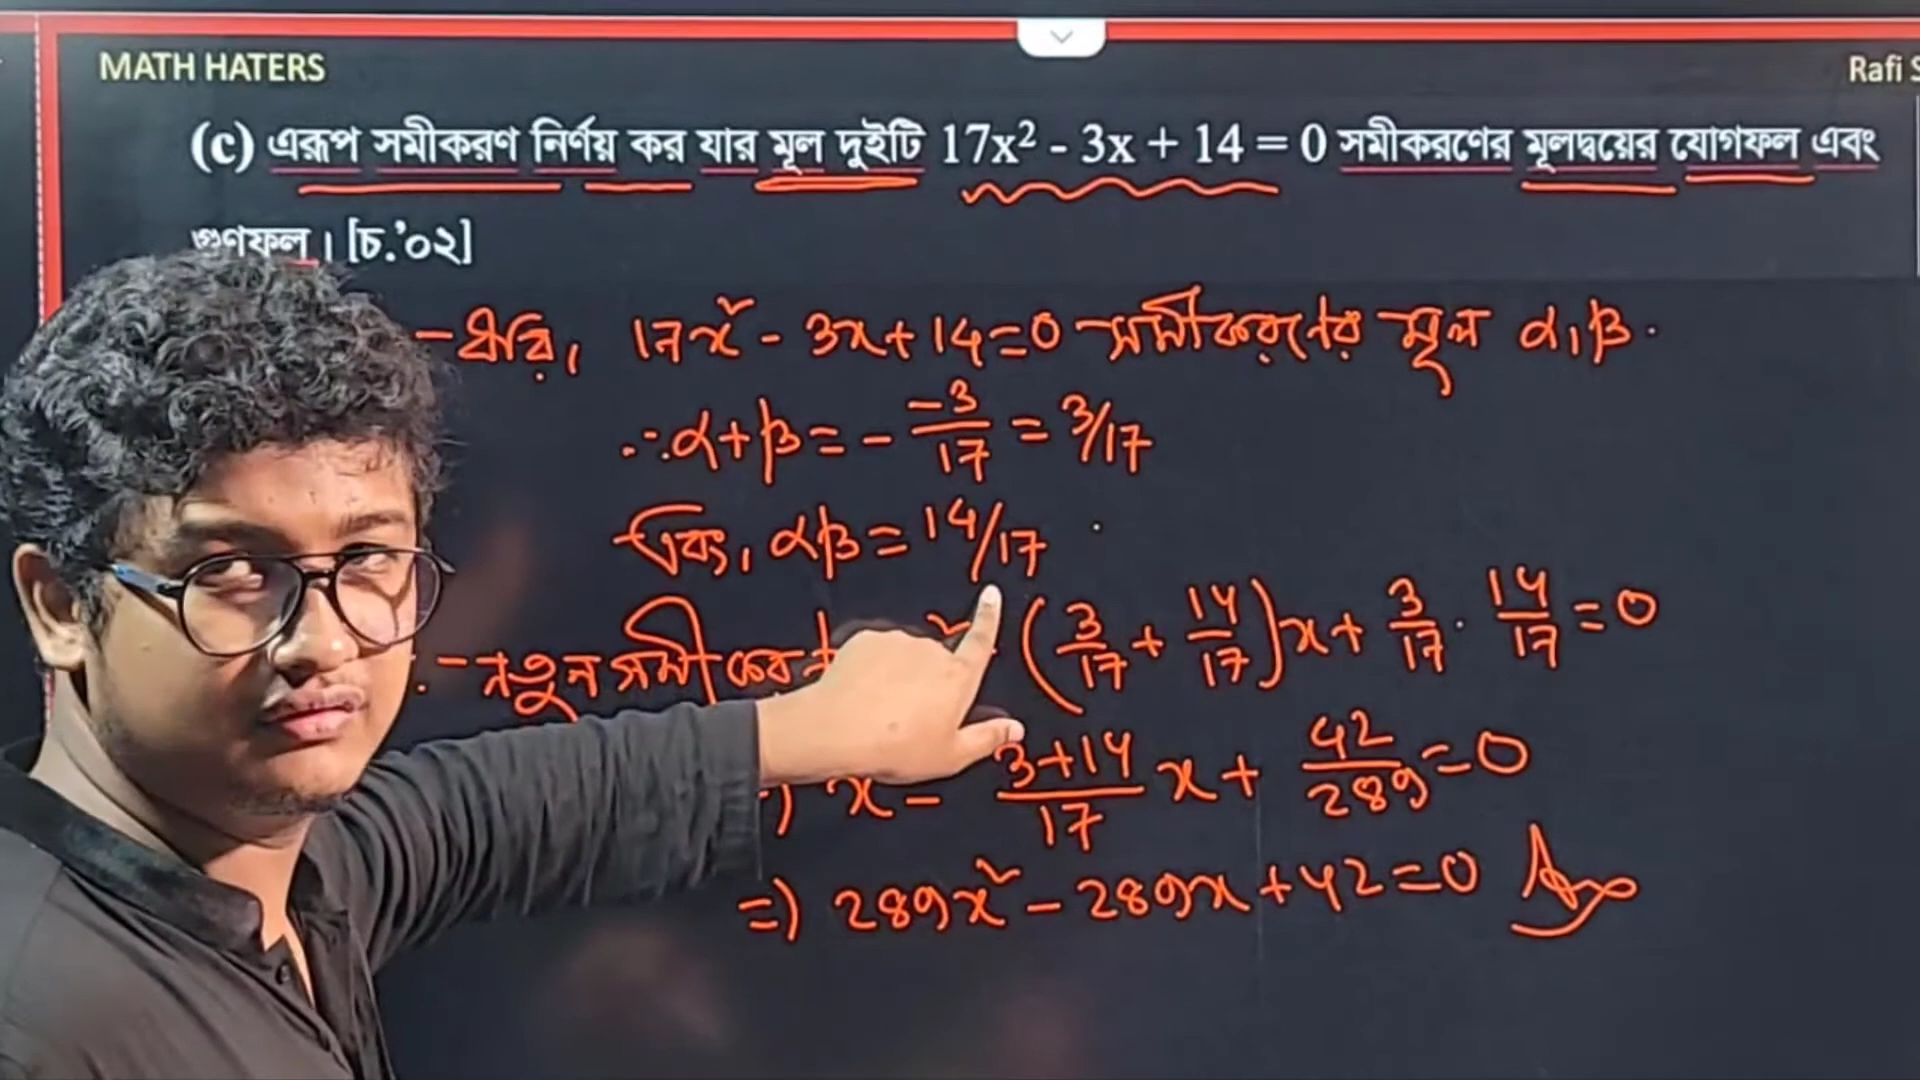 MATH HATERS
Rafi S
(c) এরূপ সমীকরণ নির্ণয় কর যার মূল দুইটি 17x² - 3x + 14 = 0 সমীকরণের মূলদ্বয়ের যোগফল এবং
গুণফল। [চ.'০২]
ধরি, 17x² - 3x + 14 = 0 সমীকরণের মূল α, β.
∴ α + β = - -3/17 = 3/17
এবং, αβ = 14/17
নতুন সমীকরণ (3/17 + 14/17)x + 3/17 . 14/17 = 0
x - 3+14/17 x + 42/289 = 0
=) 289x² - 289x + 42 = 0 Ans